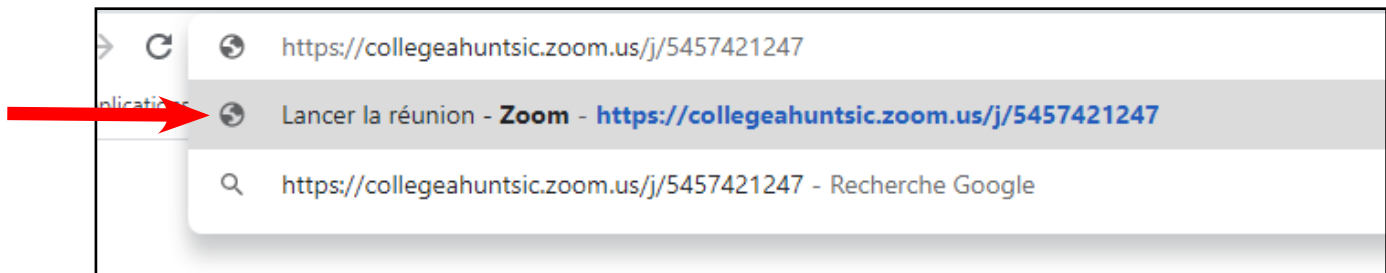 https://collegeahuntsic.zoom.us/j/5457421247
Lancer la réunion - Zoom - https://collegeahuntsic.zoom.us/j/5457421247
https://collegeahuntsic.zoom.us/j/5457421247 - Recherche Google